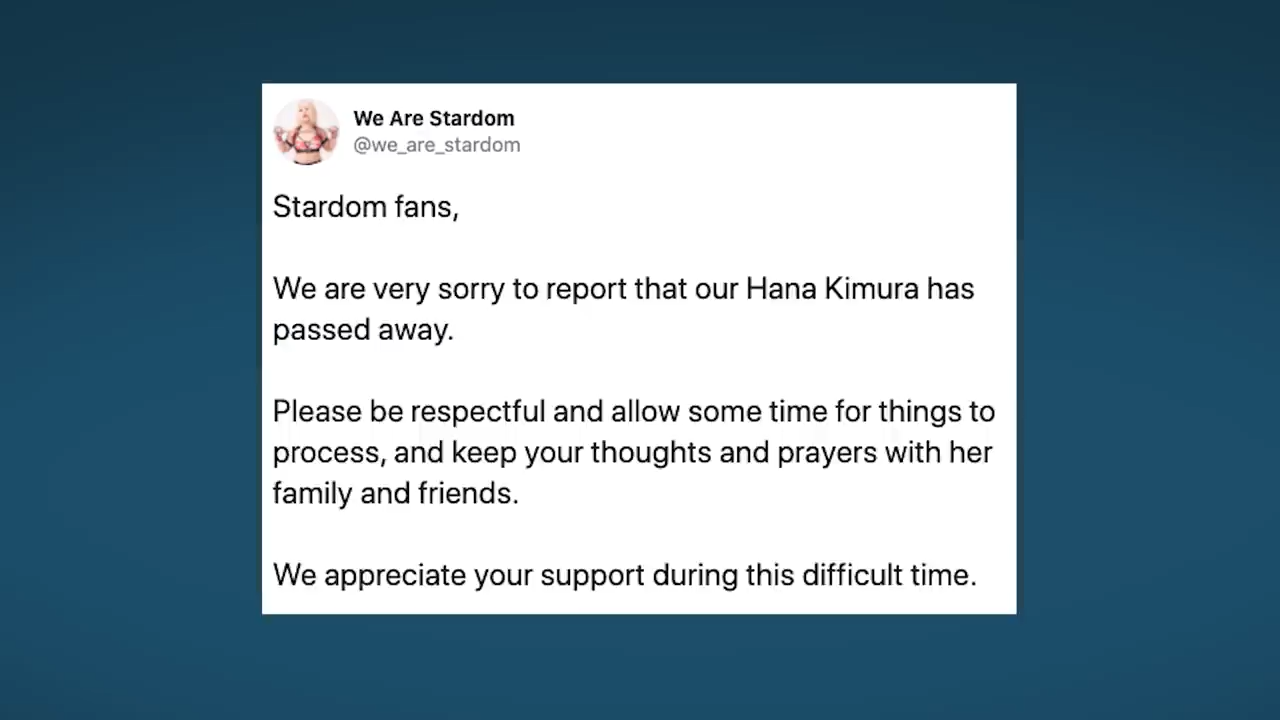 We Are Stardom
@we_are_stardom
Stardom fans,
We are very sorry to report that our Hana Kimura has
passed away.
Please be respectful and allow some time for things to
process, and keep your thoughts and prayers with her
family and friends.
We appreciate your support during this difficult time.